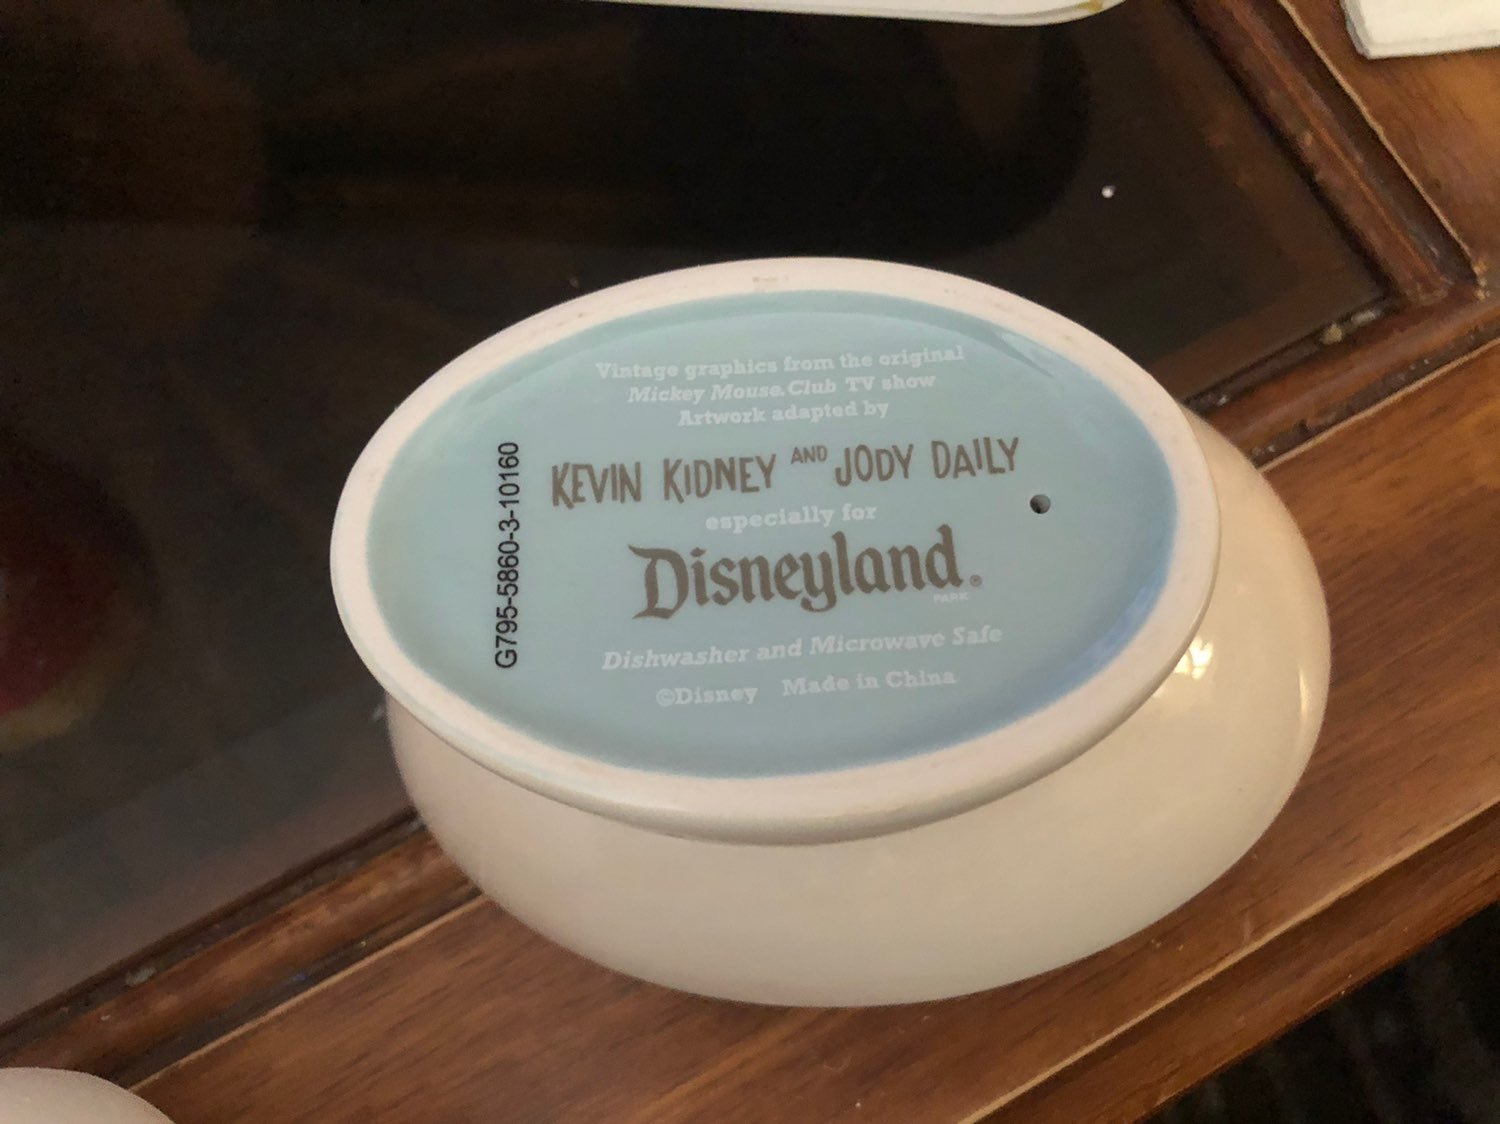 Vintage graphics from the original
Mickey Mouse Club TV show
Artwork adapted by
KEVIN KIDNEY AND JODY DAILY
especially for
Disneyland®
PARK
Dishwasher and Microwave Safe
©Disney Made in China
G795-5860-3-10160